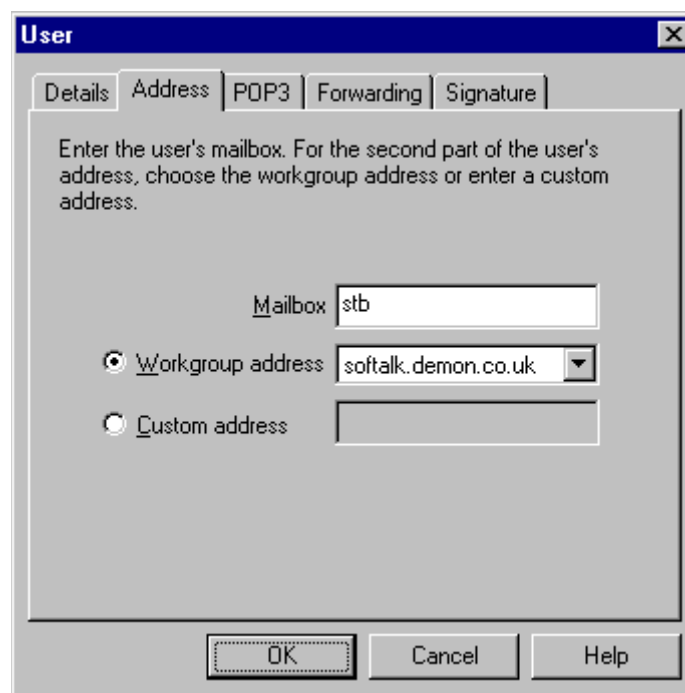 User
Details Address POP3 Forwarding Signature
Enter the user's mailbox. For the second part of the user's
address, choose the workgroup address or enter a custom
address.
Mailbox stb
Workgroup address softalk.demon.co.uk
Custom address
OK Cancel Help